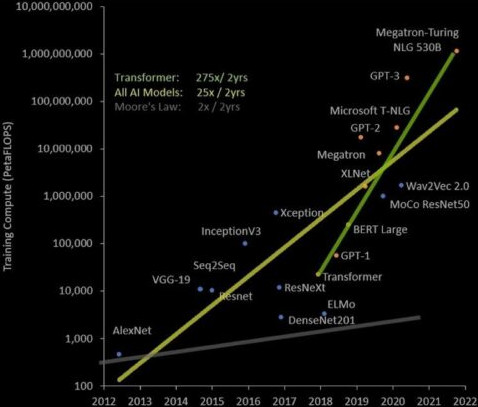 10,000,000,000
1,000,000,000
100,000,000
10,000,000
1,000,000
100,000
10,000
1,000
100
Training Compute (PetaFLOPS)
Transformer: 275x / 2yrs
All AI Models: 25x / 2yrs
Moore's Law: 2x / 2yrs
Megatron-Turing
NLG 530B
GPT-3
Microsoft T-NLG
GPT-2
Megatron
XLNet
Wav2Vec 2.0
MoCo ResNet50
Xception
BERT Large
InceptionV3
GPT-1
Seq2Seq
Transformer
VGG-19
Resnet
ResNeXt
ELMo
DenseNet201
AlexNet
2012 2013 2014 2015 2016 2017 2018 2019 2020 2021 2022